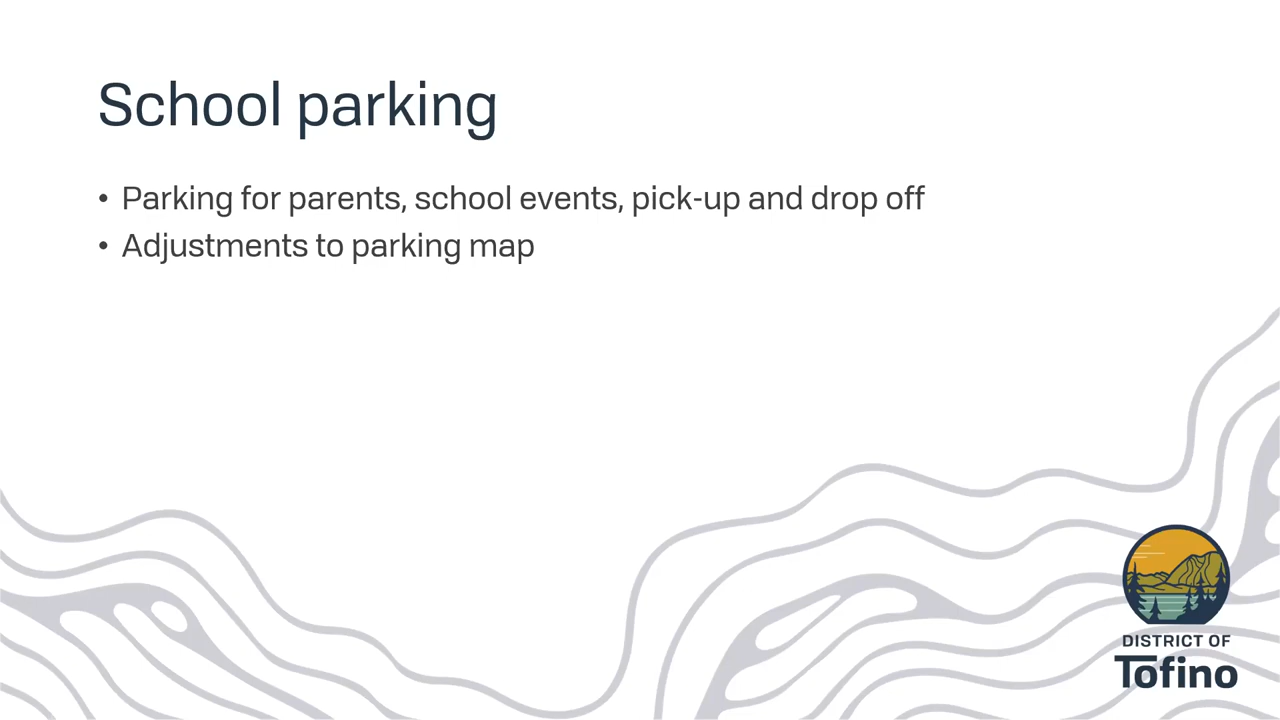 School parking
• Parking for parents, school events, pick-up and drop off
• Adjustments to parking map
DISTRICT OF
Tofino